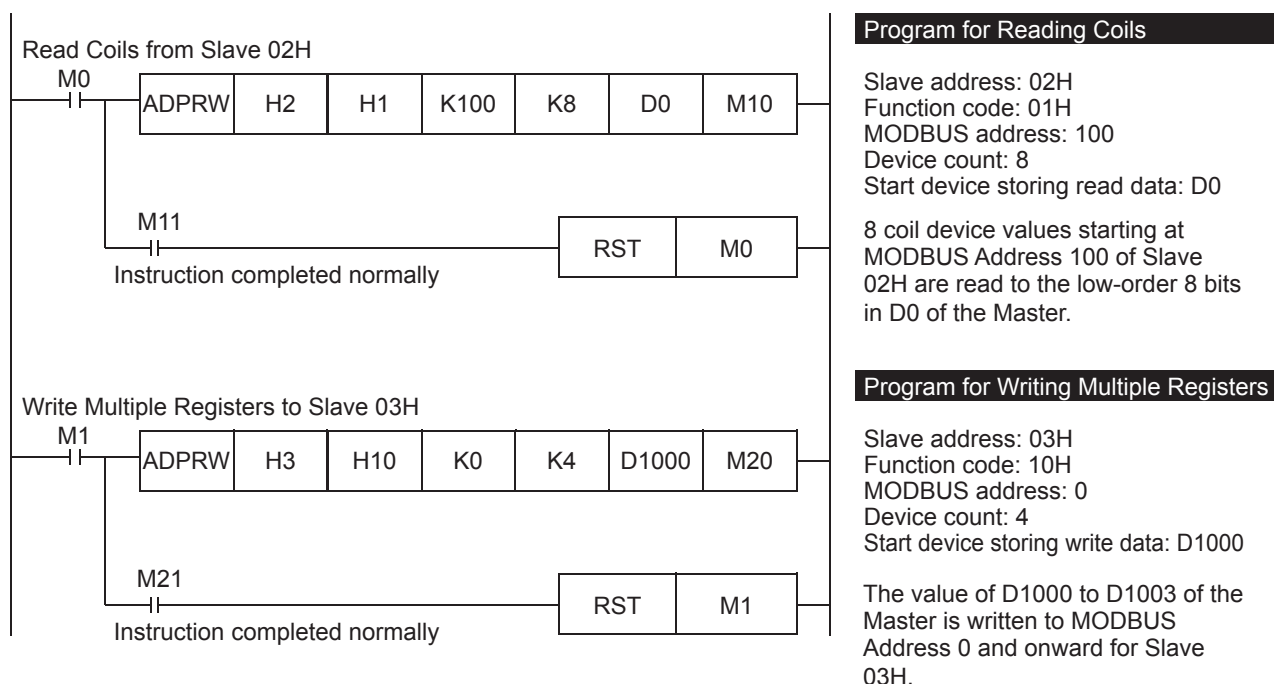 Read Coils from Slave 02H
M0
ADPRW H2 H1 K100 K8 D0 M10
M11
RST M0
Instruction completed normally
Write Multiple Registers to Slave 03H
M1
ADPRW H3 H10 K0 K4 D1000 M20
M21
RST M1
Instruction completed normally
Program for Reading Coils
Slave address: 02H
Function code: 01H
MODBUS address: 100
Device count: 8
Start device storing read data: D0
8 coil device values starting at
MODBUS Address 100 of Slave
02H are read to the low-order 8 bits
in D0 of the Master.
Program for Writing Multiple Registers
Slave address: 03H
Function code: 10H
MODBUS address: 0
Device count: 4
Start device storing write data: D1000
The value of D1000 to D1003 of the
Master is written to MODBUS
Address 0 and onward for Slave
03H.